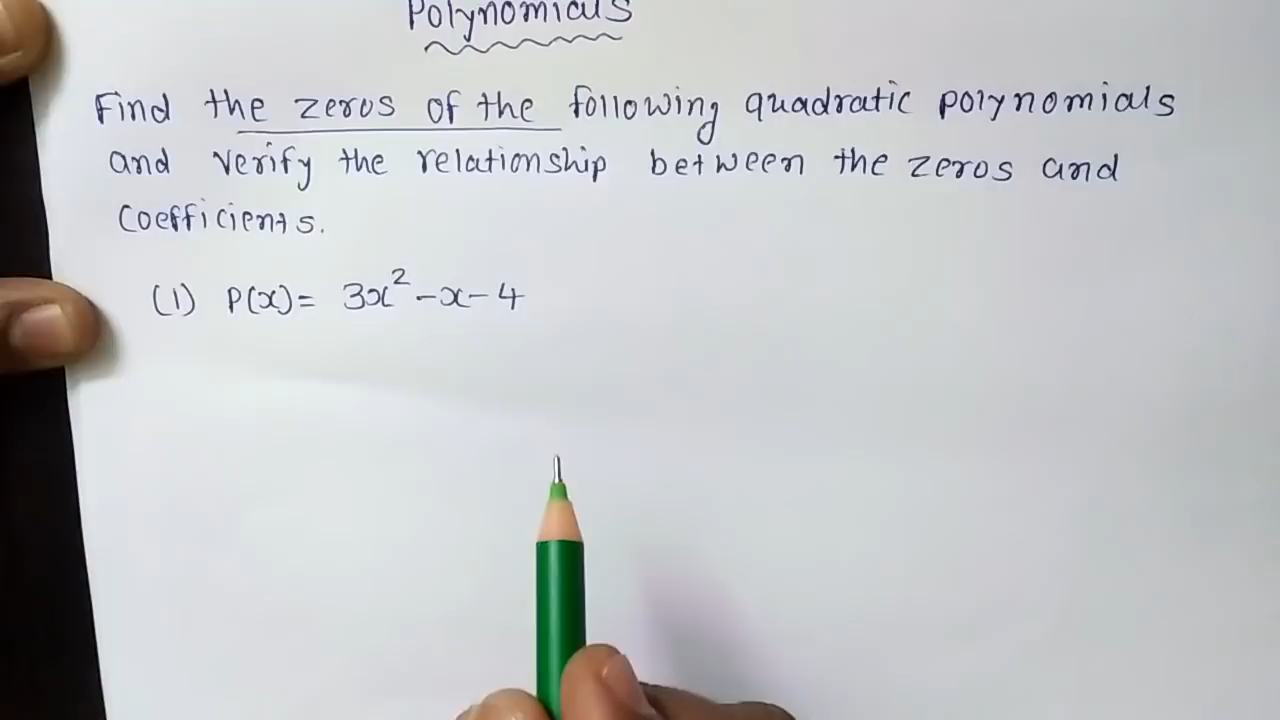 Polynomials
Find the zeros of the following quadratic polynomials
and verify the relationship between the zeros and
coefficients.
(1) P(x)= 3x²-x-4